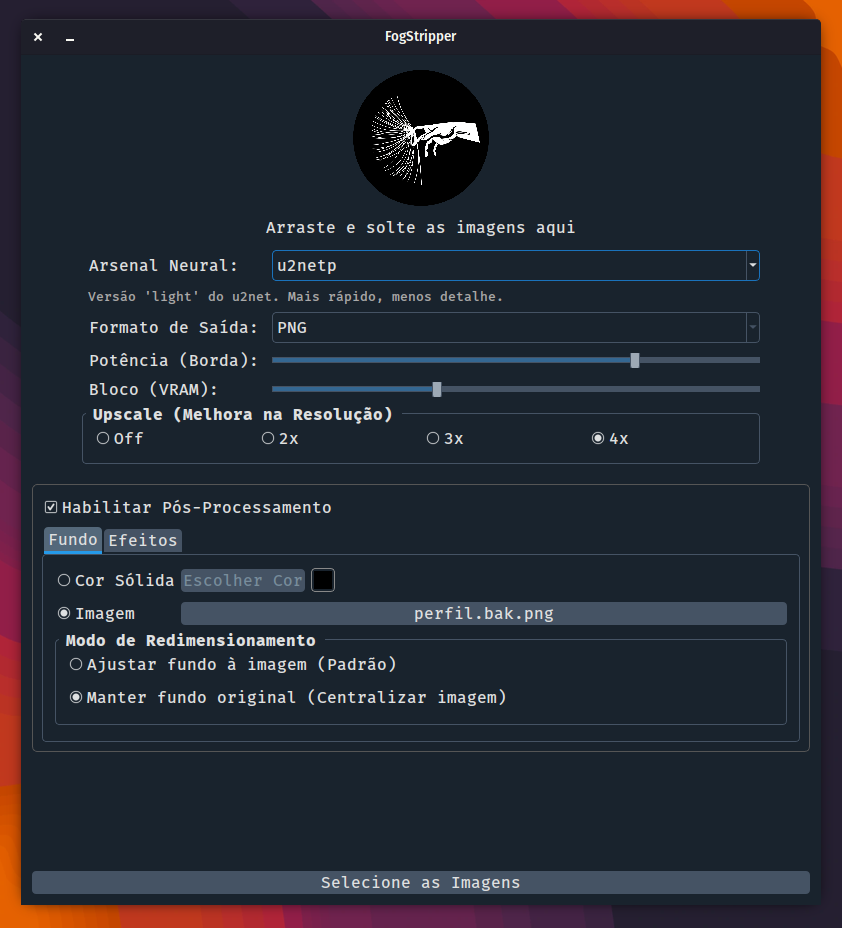 FogStripper
Arraste e solte as imagens aqui
Arsenal Neural: u2netp
Versão 'light' do u2net. Mais rápido, menos detalhe.
Formato de Saída: PNG
Potência (Borda):
Bloco (VRAM):
Upscale (Melhora na Resolução)
Off 2x 3x 4x
Habilitar Pós-Processamento
Fundo Efeitos
Cor Sólida Escolher Cor
Imagem perfil.bak.png
Modo de Redimensionamento
Ajustar fundo à imagem (Padrão)
Manter fundo original (Centralizar imagem)
Selecione as Imagens